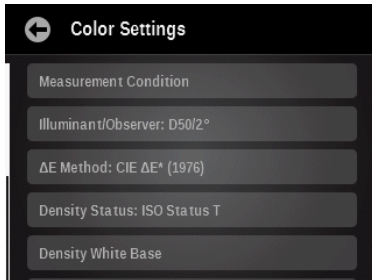 Color Settings
Measurement Condition
Illuminant/Observer: D50/2°
ΔE Method: CIE ΔE* (1976)
Density Status: ISO Status T
Density White Base